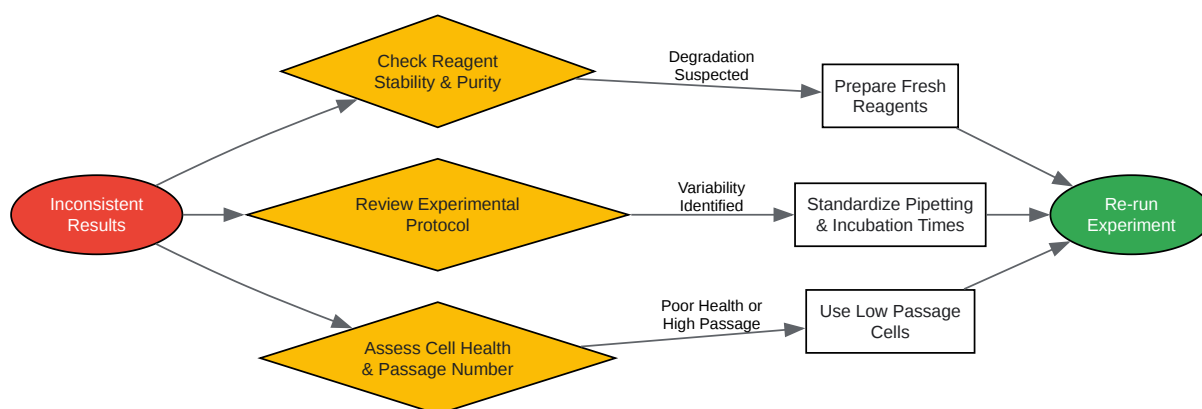 Inconsistent
Results
Check Reagent
Stability & Purity
Degradation
Suspected
Prepare Fresh
Reagents
Review Experimental
Protocol
Variability
Identified
Standardize Pipetting
& Incubation Times
Assess Cell Health
& Passage Number
Poor Health or
High Passage
Use Low Passage
Cells
Re-run
Experiment